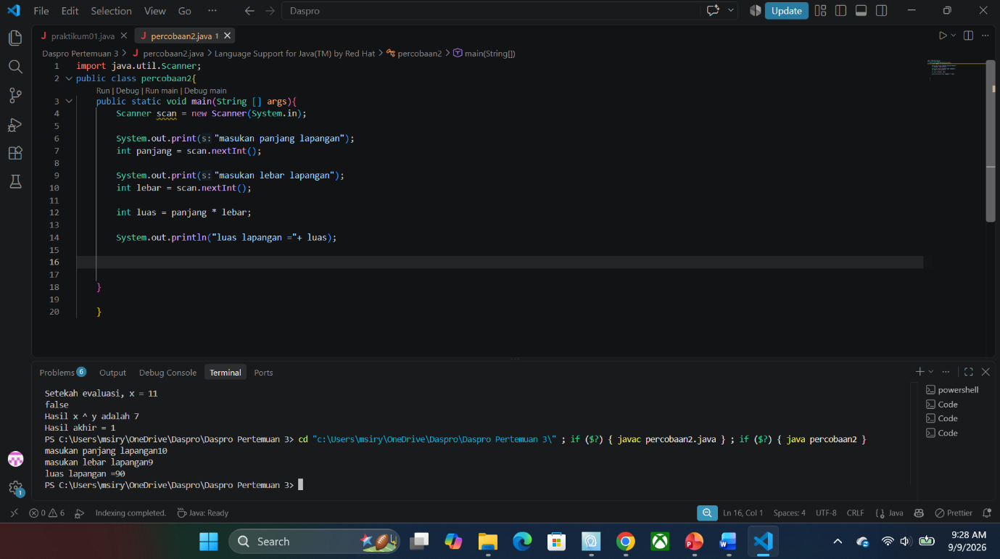 File Edit Selection View Go ··· Daspro Update
praktikum01.java percobaan2.java 1
Daspro Pertemuan 3 > percobaan2.java > Language Support for Java(TM) by Red Hat > percobaan2 > main(String[])
1 import java.util.Scanner;
2 public class percobaan2{
Run | Debug | Run main | Debug main
3 public static void main(String [] args){
4 Scanner scan = new Scanner(System.in);
5
6 System.out.print(s: "masukan panjang lapangan");
7 int panjang = scan.nextInt();
8
9 System.out.print(s: "masukan lebar lapangan");
10 int lebar = scan.nextInt();
11
12 int luas = panjang * lebar;
13
14 System.out.println("luas lapangan ="+ luas);
15
16
17
18 }
19
20 }
Problems 6 Output Debug Console Terminal Ports
Setekah evaluasi, x = 11
false
Hasil x ^ y adalah 7
Hasil akhir = 1
PS C:\Users\msiry\OneDrive\Daspro\Daspro Pertemuan 3> cd "c:\Users\msiry\OneDrive\Daspro\Daspro Pertemuan 3\" ; if ($?) { javac percobaan2.java } ; if ($?) { java percobaan2 }
masukan panjang lapangan10
masukan lebar lapangan9
luas lapangan =90
PS C:\Users\msiry\OneDrive\Daspro\Daspro Pertemuan 3>
powershell
Code
Code
Code
1
0 6 Indexing completed. Java: Ready Ln 16, Col 1 Spaces: 4 UTF-8 CRLF Java Prettier
Search
9:28 AM
9/9/2026